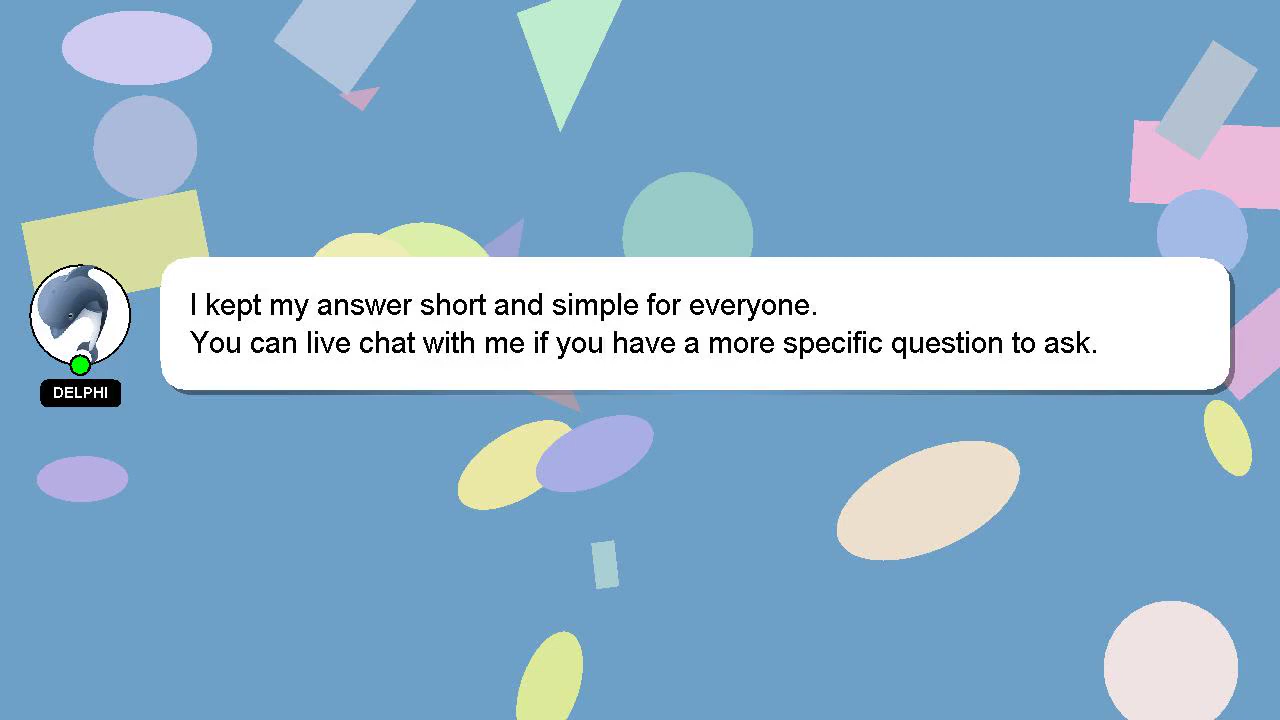 I kept my answer short and simple for everyone.
You can live chat with me if you have a more specific question to ask.
DELPHI